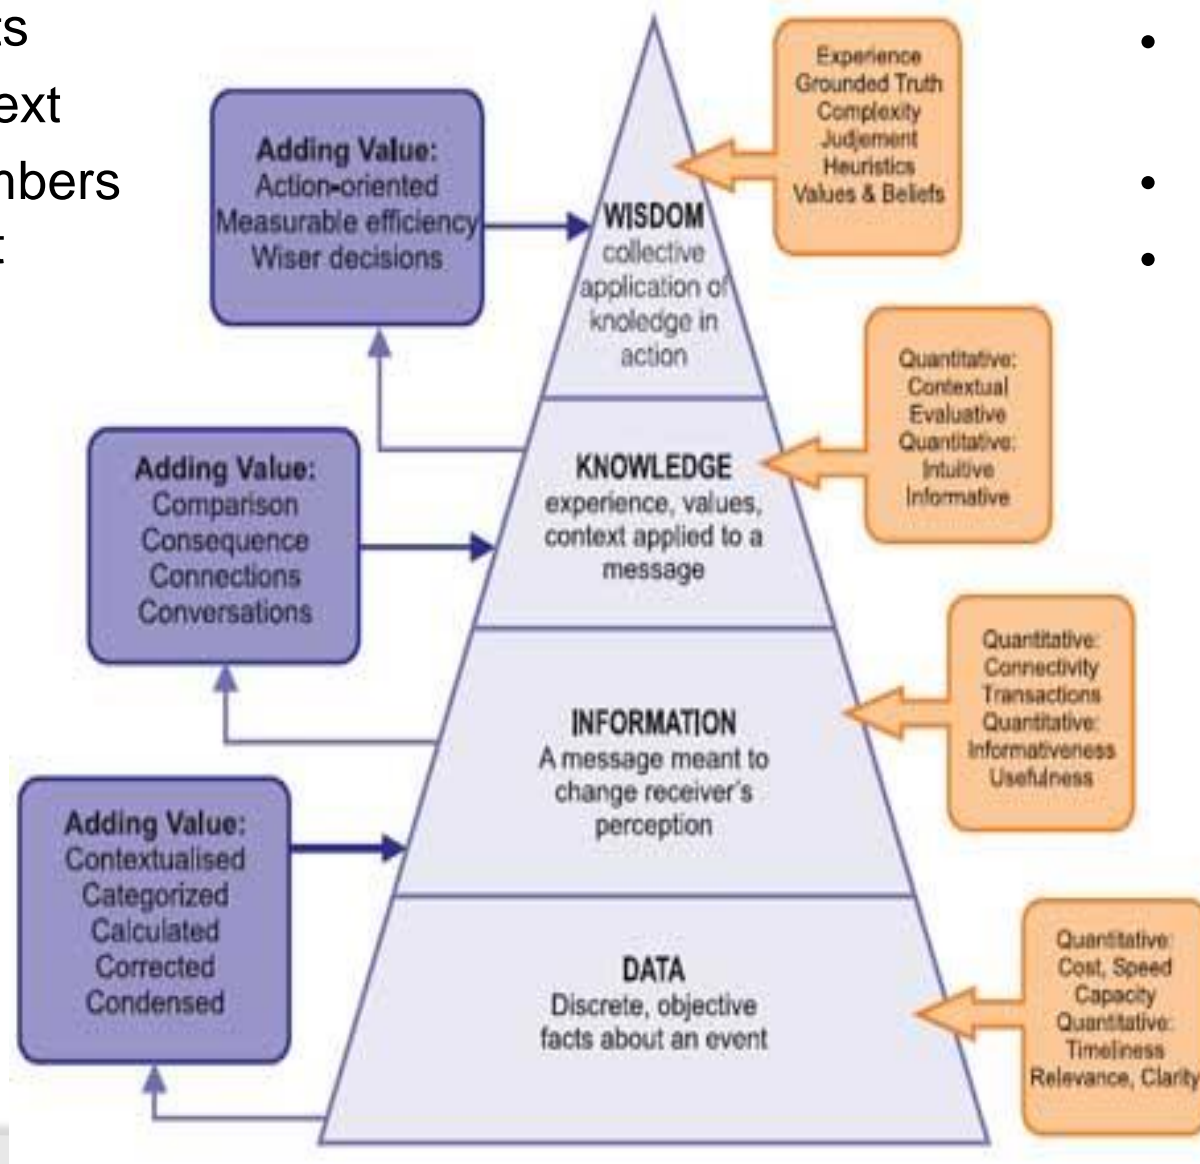 ts
ext
nbers
t
Adding Value:
Action-oriented
Measurable efficiency
Wiser decisions
Experience
Grounded Truth
Complexity
Judjement
Heuristics
Values & Beliefs
WISDOM
collective
application of
knoledge in
action
Adding Value:
Comparison
Consequence
Connections
Conversations
KNOWLEDGE
experience, values,
context applied to a
message
Quantitative:
Contextual
Evaluative
Quantitative:
Intuitive
Informative
INFORMATION
A message meant to
change receiver's
perception
Quantitative:
Connectivity
Transactions
Quantitative:
Informativeness
Usefulness
Adding Value:
Contextualised
Categorized
Calculated
Corrected
Condensed
DATA
Discrete, objective
facts about an event
Quantitative:
Cost, Speed
Capacity
Quantitative:
Timeliness
Relevance, Clarity